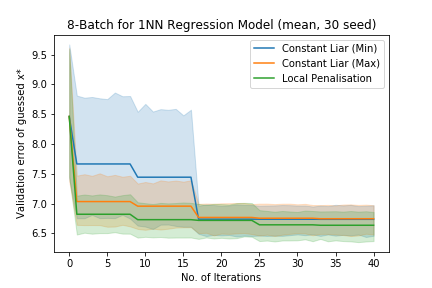 8-Batch for 1NN Regression Model (mean, 30 seed)
Constant Liar (Min)
Constant Liar (Max)
Local Penalisation
Validation error of guessed x*
9.5
9.0
8.5
8.0
7.5
7.0
6.5
0 5 10 15 20 25 30 35 40
No. of Iterations